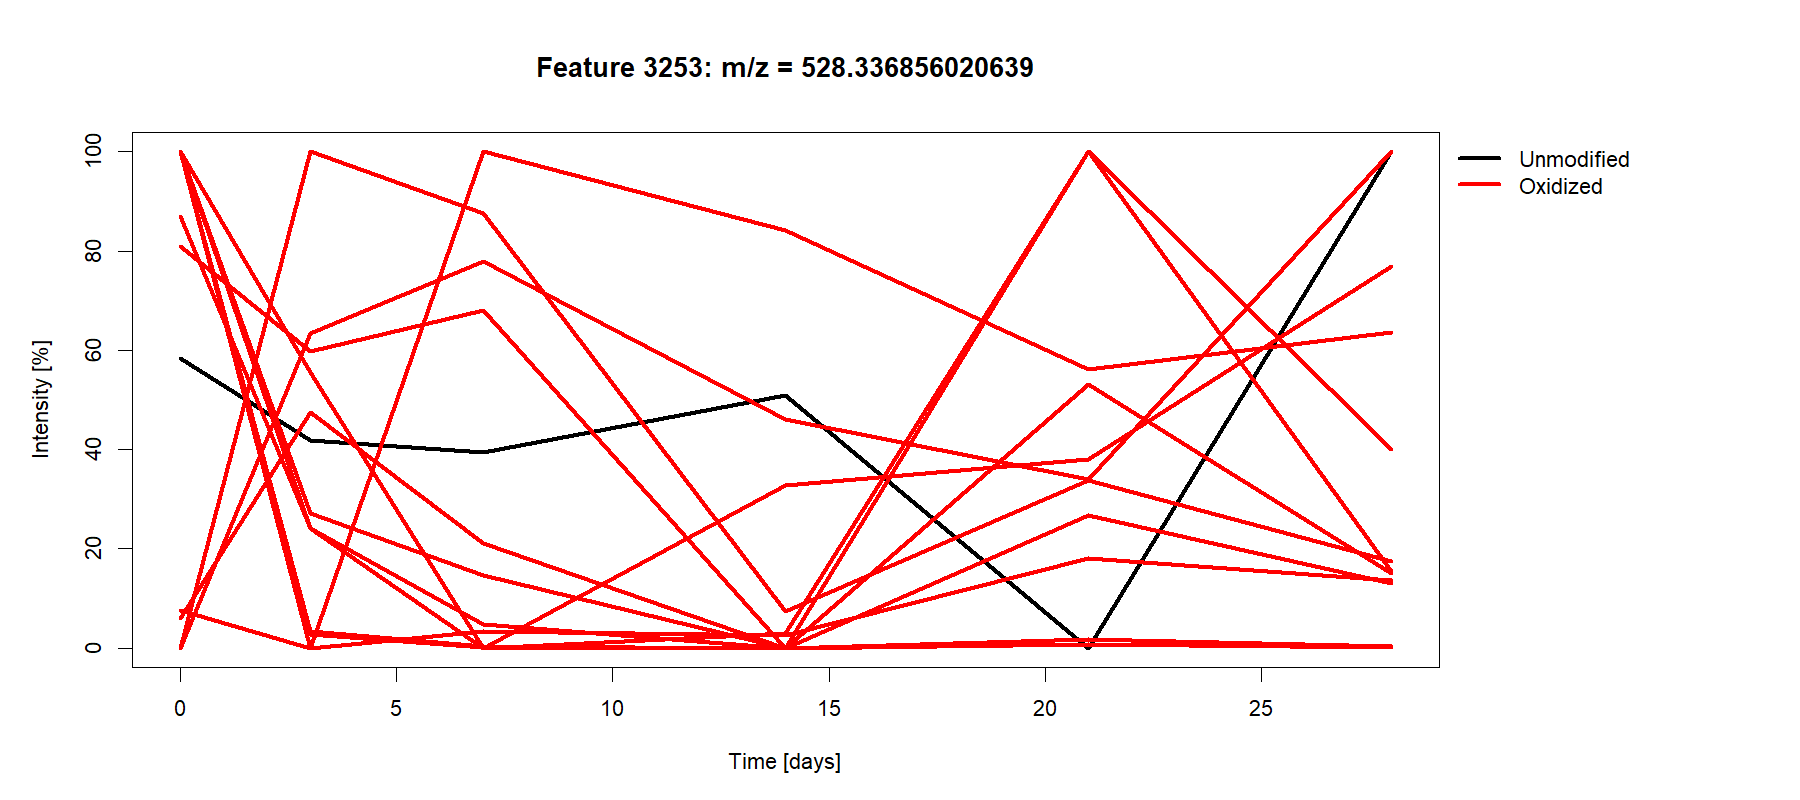 Feature 3253: m/z = 528.336856020639
Unmodified
Oxidized
Intensity [%]
100
80
60
40
20
0
0 5 10 15 20 25
Time [days]